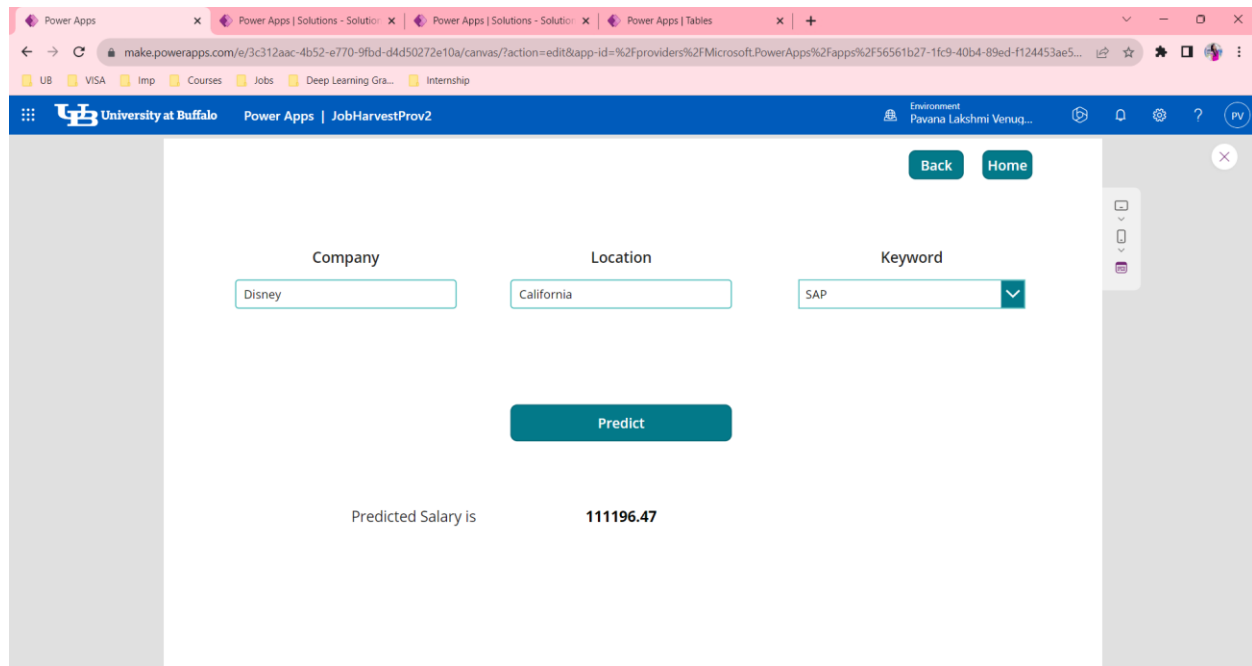 Power Apps
Power Apps | Solutions - Solution
Power Apps | Solutions - Solution
Power Apps | Tables
make.powerapps.com/e/3c312aac-4b52-e770-9fbd-d4d50272e10a/canvas/?action=edit&app-id=%2Fproviders%2FMicrosoft.PowerApps%2Fapps%2F56561b27-1fc9-40b4-89ed-f124453ae5...
UB VISA Imp Courses Jobs Deep Learning Gra... Internship
University at Buffalo Power Apps | JobHarvestProv2
Environment
Pavana Lakshmi Venug...
? PV
Back Home
Company Location Keyword
Disney California SAP
Predict
Predicted Salary is 111196.47